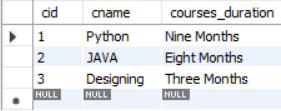 cid cname courses_duration
1 Python Nine Months
2 JAVA Eight Months
3 Designing Three Months
NULL NULL NULL